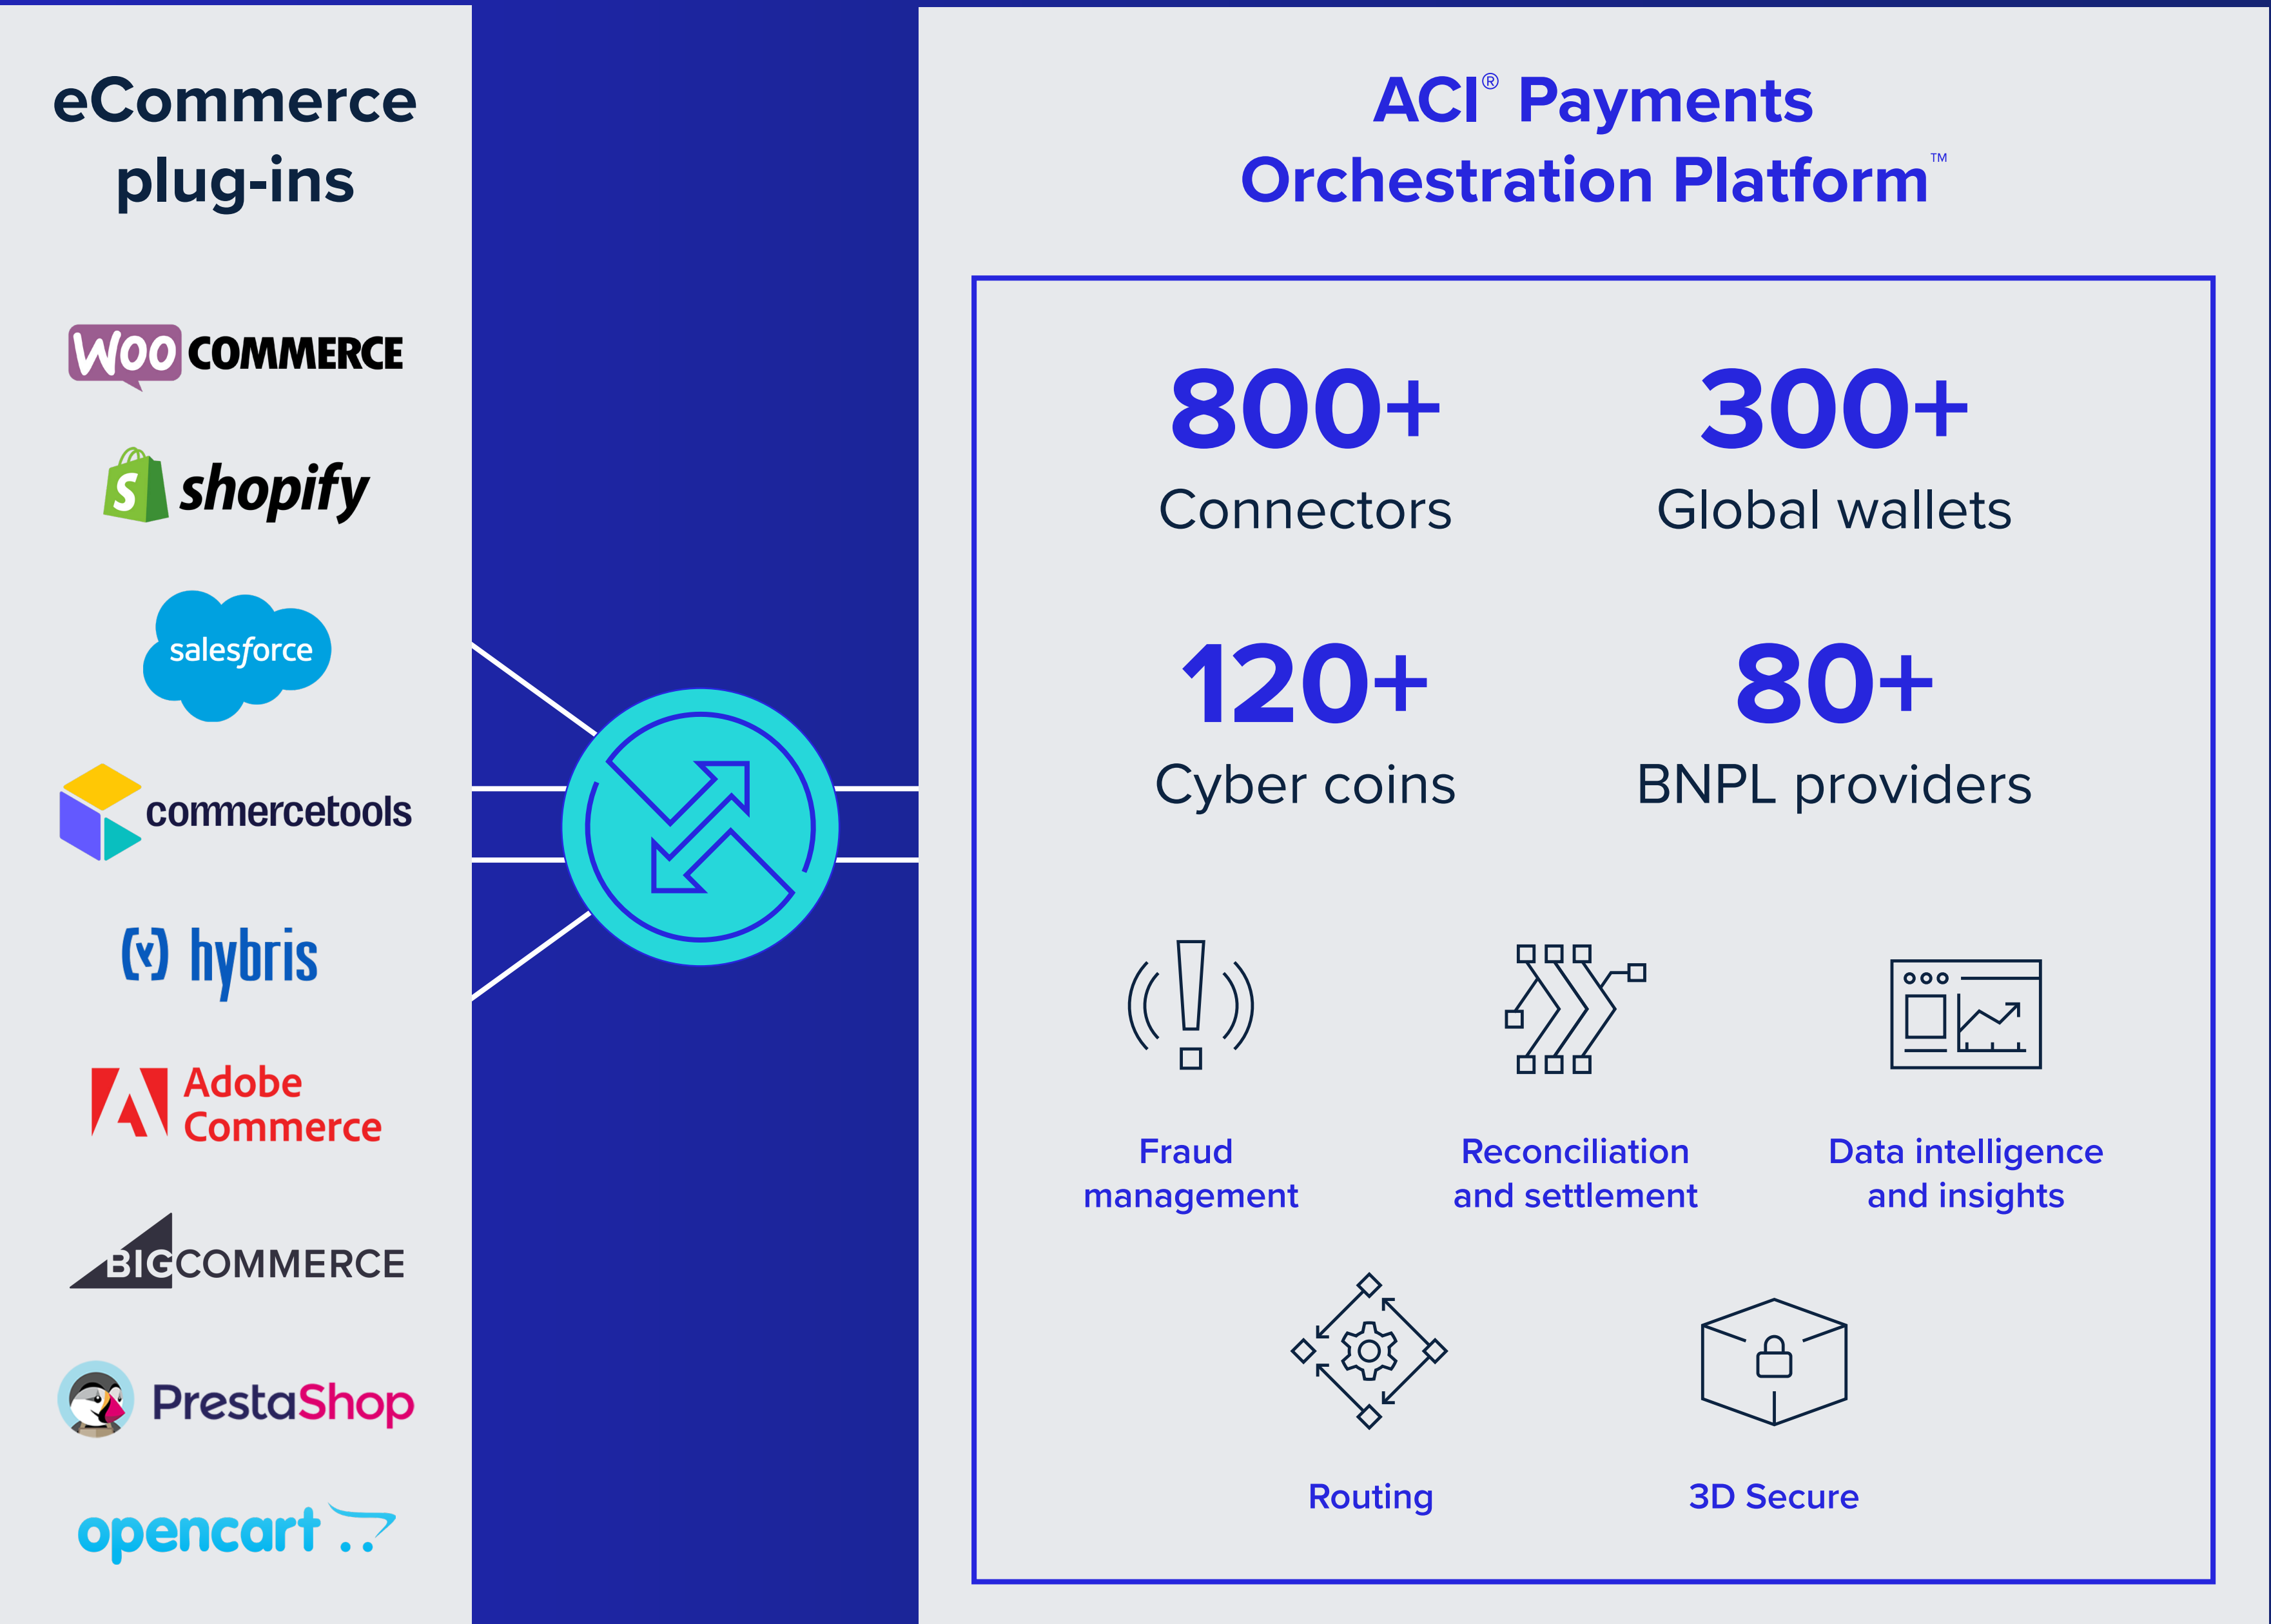 eCommerce
plug-ins
WOO COMMERCE
shopify
salesforce
commercetools
hybris
Adobe
Commerce
BIGCOMMERCE
PrestaShop
opencart
ACI® Payments
Orchestration Platform™
800+
Connectors
300+
Global wallets
120+
Cyber coins
80+
BNPL providers
Fraud
management
Reconciliation
and settlement
Data intelligence
and insights
Routing
3D Secure